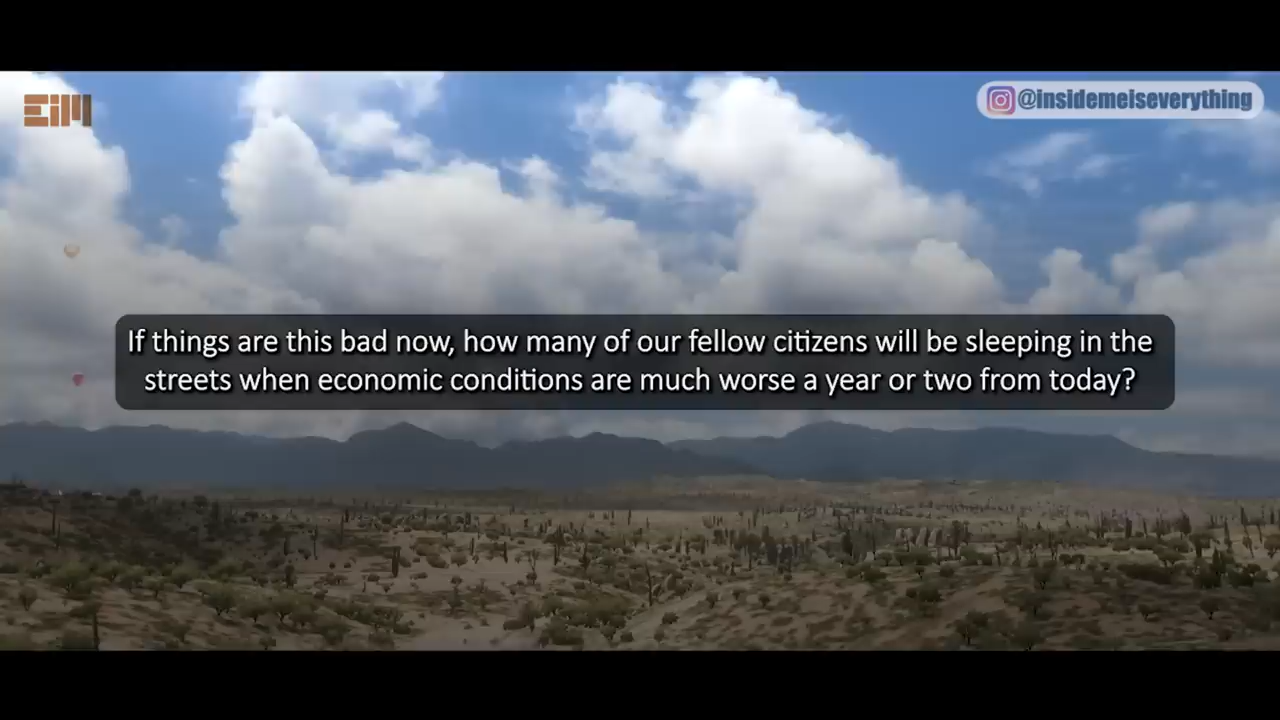 EIM
@insidemeiseverything
If things are this bad now, how many of our fellow citizens will be sleeping in the
streets when economic conditions are much worse a year or two from today?